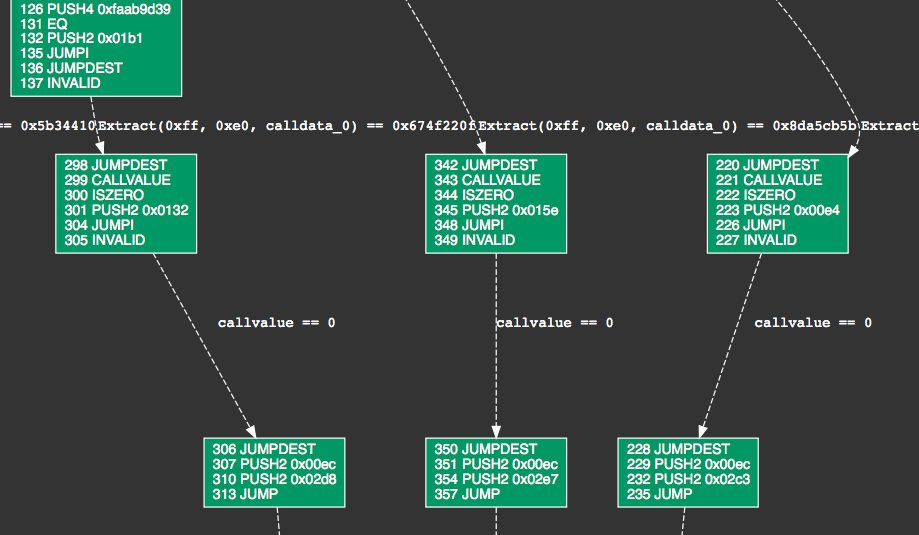 126 PUSH4 0xfaab9d39
131 EQ
132 PUSH2 0x01b1
135 JUMPI
136 JUMPDEST
137 INVALID
== 0x5b34410 Extract(0xff, 0xe0, calldata_0) == 0x674f220f Extract(0xff, 0xe0, calldata_0) == 0x8da5cb5b Extract
298 JUMPDEST
299 CALLVALUE
300 ISZERO
301 PUSH2 0x0132
304 JUMPI
305 INVALID
342 JUMPDEST
343 CALLVALUE
344 ISZERO
345 PUSH2 0x015e
348 JUMPI
349 INVALID
220 JUMPDEST
221 CALLVALUE
222 ISZERO
223 PUSH2 0x00e4
226 JUMPI
227 INVALID
callvalue == 0
callvalue == 0
callvalue == 0
306 JUMPDEST
307 PUSH2 0x00ec
310 PUSH2 0x02d8
313 JUMP
350 JUMPDEST
351 PUSH2 0x00ec
354 PUSH2 0x02e7
357 JUMP
228 JUMPDEST
229 PUSH2 0x00ec
232 PUSH2 0x02c3
235 JUMP